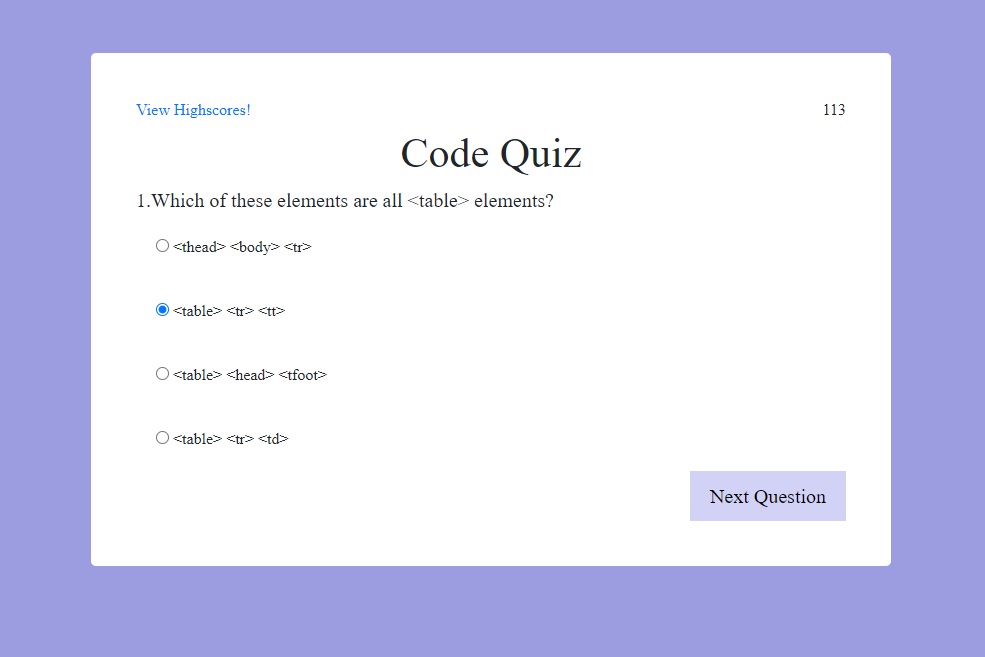 View Highscores!
113
Code Quiz
1.Which of these elements are all <table> elements?
<thead> <body> <tr>
<table> <tr> <tt>
<table> <head> <tfoot>
<table> <tr> <td>
Next Question